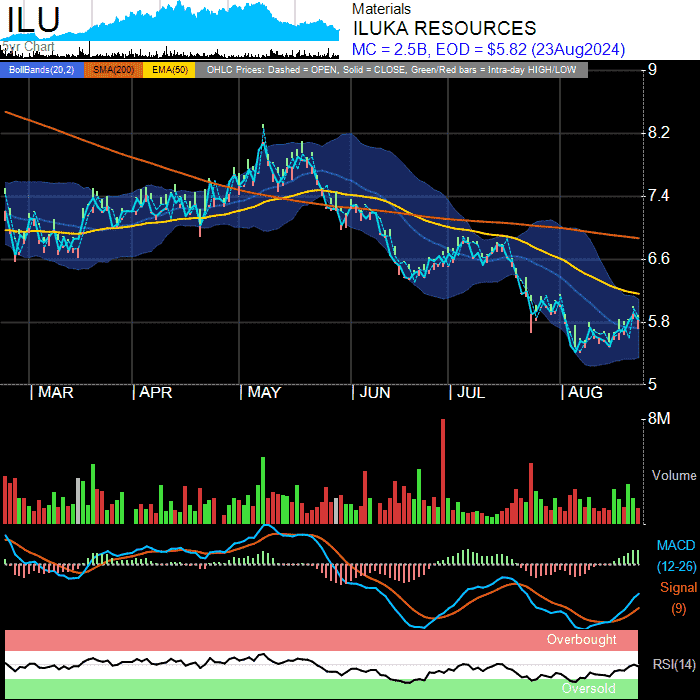 ILU
Materials
ILUKA RESOURCES
MC = 2.5B, EOD = $5.82 (23Aug2024)
Chart
BollBands(20,2) SMA(200) EMA(50) OHLC Prices: Dashed = OPEN, Solid = CLOSE, Green/Red bars = Intra-day HIGH/LOW
9
8.2
7.4
6.6
5.8
5
MAR APR MAY JUN JUL AUG
8M
Volume
MACD
(12-26)
Signal
(9)
Overbought
RSI(14)
Oversold